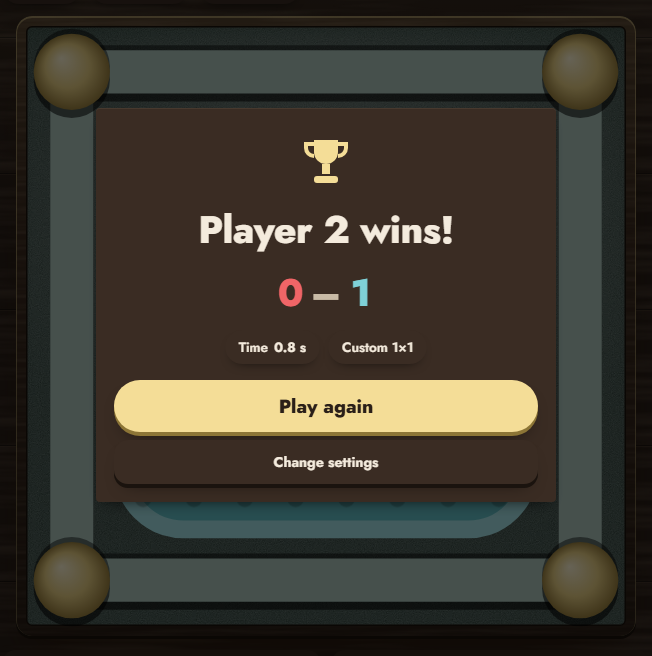 Player 2 wins!
0 – 1
Time 0.8 s
Custom 1×1
Play again
Change settings